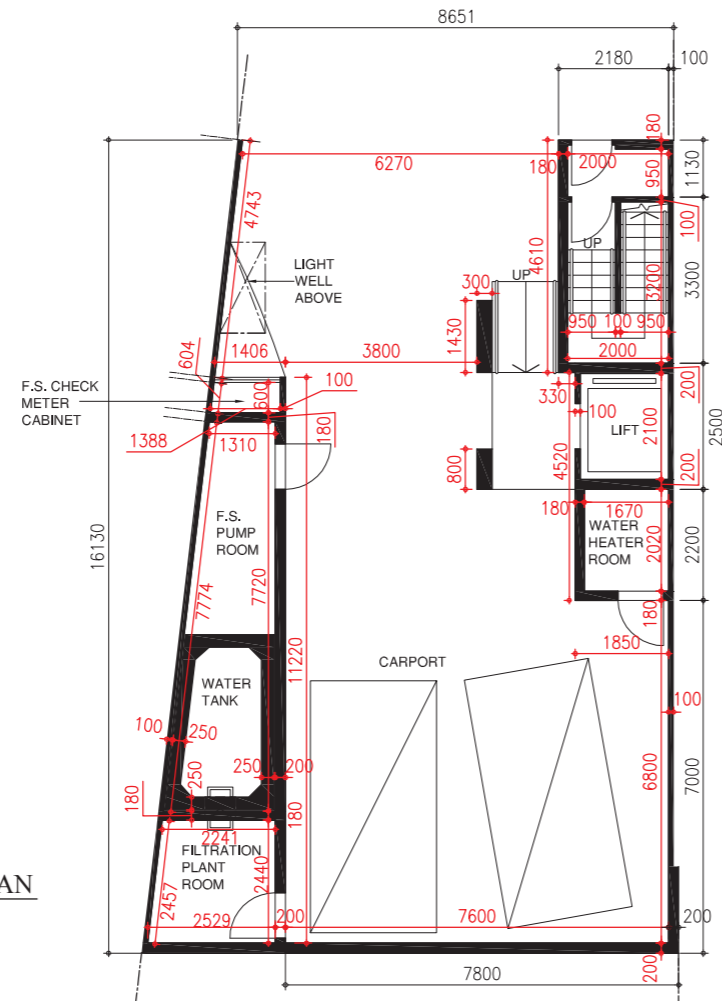 8651
2180
100
180
6270
180
2000
950
1130
4743
100
UP
LIGHT
WELL
ABOVE
300
UP
4610
3200
3300
1430
950
100
950
604
1406
3800
2000
F.S. CHECK
METER
CABINET
600
100
330
100
200
2100
LIFT
2500
1388
1310
180
800
4520
200
180
1670
F.S.
PUMP
ROOM
WATER
HEATER
ROOM
2020
2200
16130
7774
7720
180
11220
1850
CARPORT
WATER
TANK
100
100
250
250
250
200
6800
7000
180
180
2241
FILTRATION
PLANT
ROOM
AN
2457
2440
2529
200
7600
200
200
7800